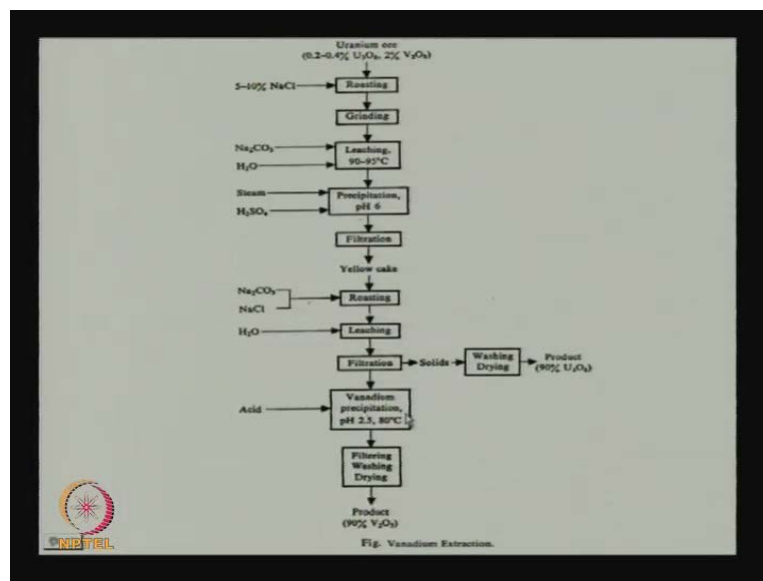 Uranium ore
(0.2-0.4% U₃O₈, 2% V₂O₅)
5-10% NaCl
Roasting
Grinding
Na₂CO₃
H₂O
Leaching,
90-95°C
Steam
H₂SO₄
Precipitation,
pH 6
Filtration
Yellow cake
Na₂CO₃
NaCl
Roasting
H₂O
Leaching
Filtration
Solids
Washing
Drying
Product
(90% U₃O₈)
Acid
Vanadium
precipitation,
pH 2.5, 80°C
Filtering
Washing
Drying
Product
(90% V₂O₅)
Fig. Vanadium Extraction.
NPTEL